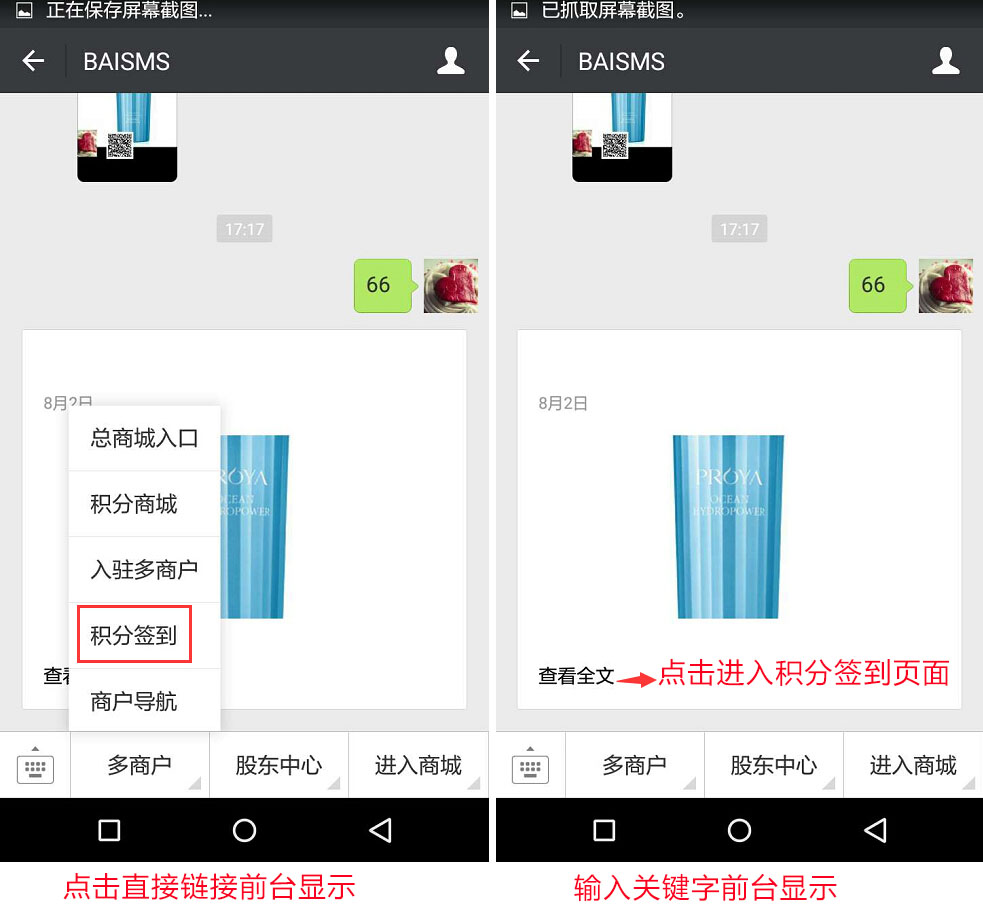 正在保存屏幕截图...
BAISMS
17:17
66
8月2日
总商城入口
积分商城
入驻多商户
积分签到
商户导航
ROYA
CEAN
ROPOWER
查看
多商户
股东中心
进入商城
点击直接链接前台显示
已抓取屏幕截图。
BAISMS
17:17
66
8月2日
PROYA
OCEAN
HYDROPOWER
查看全文
点击进入积分签到页面
多商户
股东中心
进入商城
输入关键字前台显示